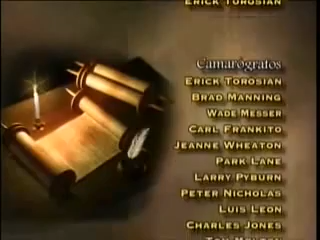 ERICK TOROSIAN
Camarógrafos
ERICK TOROSIAN
BRAD MANNING
WADE MESSER
CARL FRANKITO
JEANNE WHEATON
PARK LANE
LARRY PYBURN
PETER NICHOLAS
LUIS LEON
CHARLES JONES